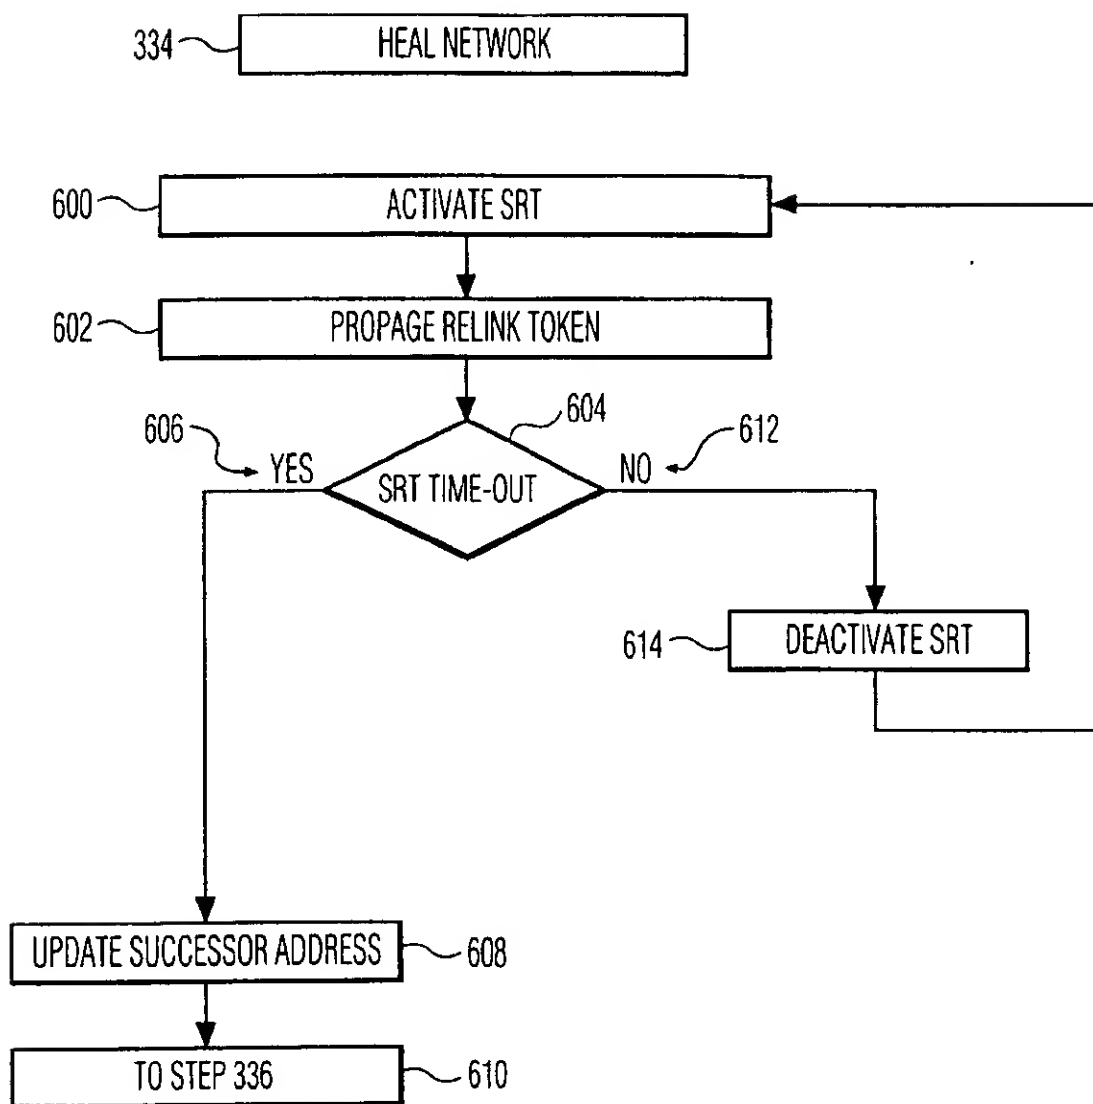 334
HEAL NETWORK
600
ACTIVATE SRT
602
PROPAGE RELINK TOKEN
604
606
YES
SRT TIME-OUT
NO
612
614
DEACTIVATE SRT
UPDATE SUCCESSOR ADDRESS
608
TO STEP 336
610